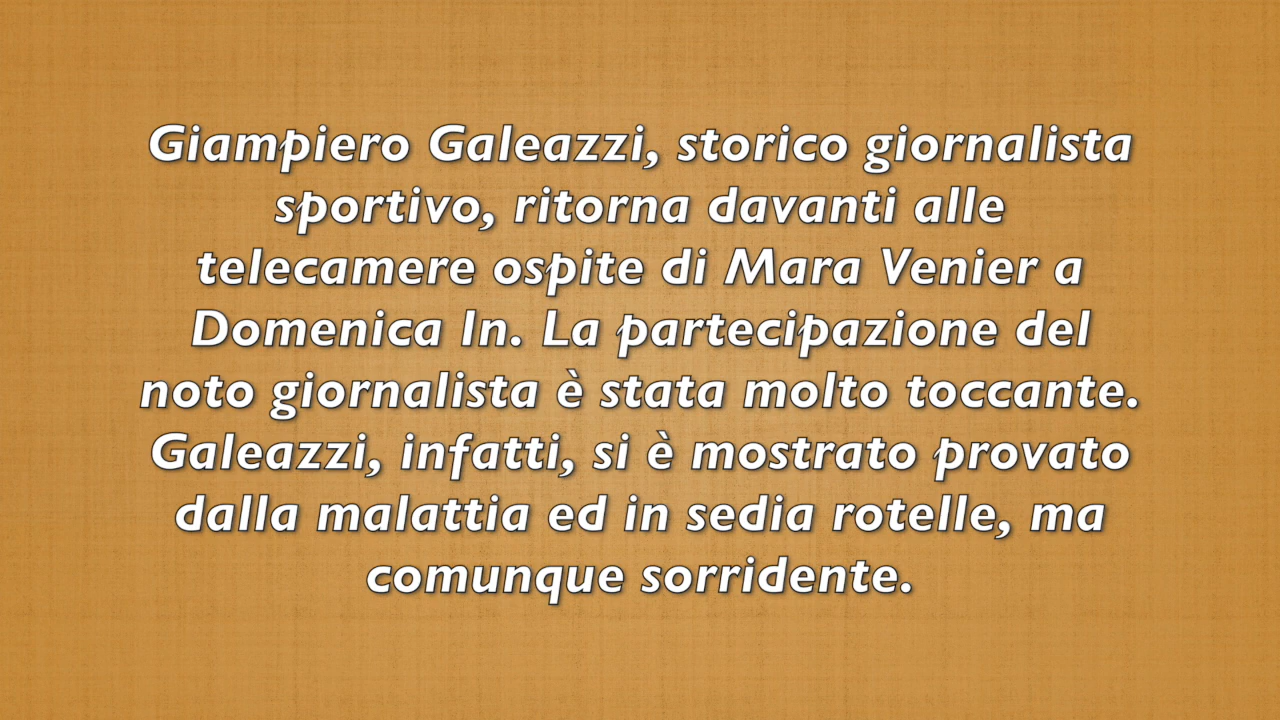 Giampiero Galeazzi, storico giornalista
sportivo, ritorna davanti alle
telecamere ospite di Mara Venier a
Domenica In. La partecipazione del
noto giornalista è stata molto toccante.
Galeazzi, infatti, si è mostrato provato
dalla malattia ed in sedia rotelle, ma
comunque sorridente.